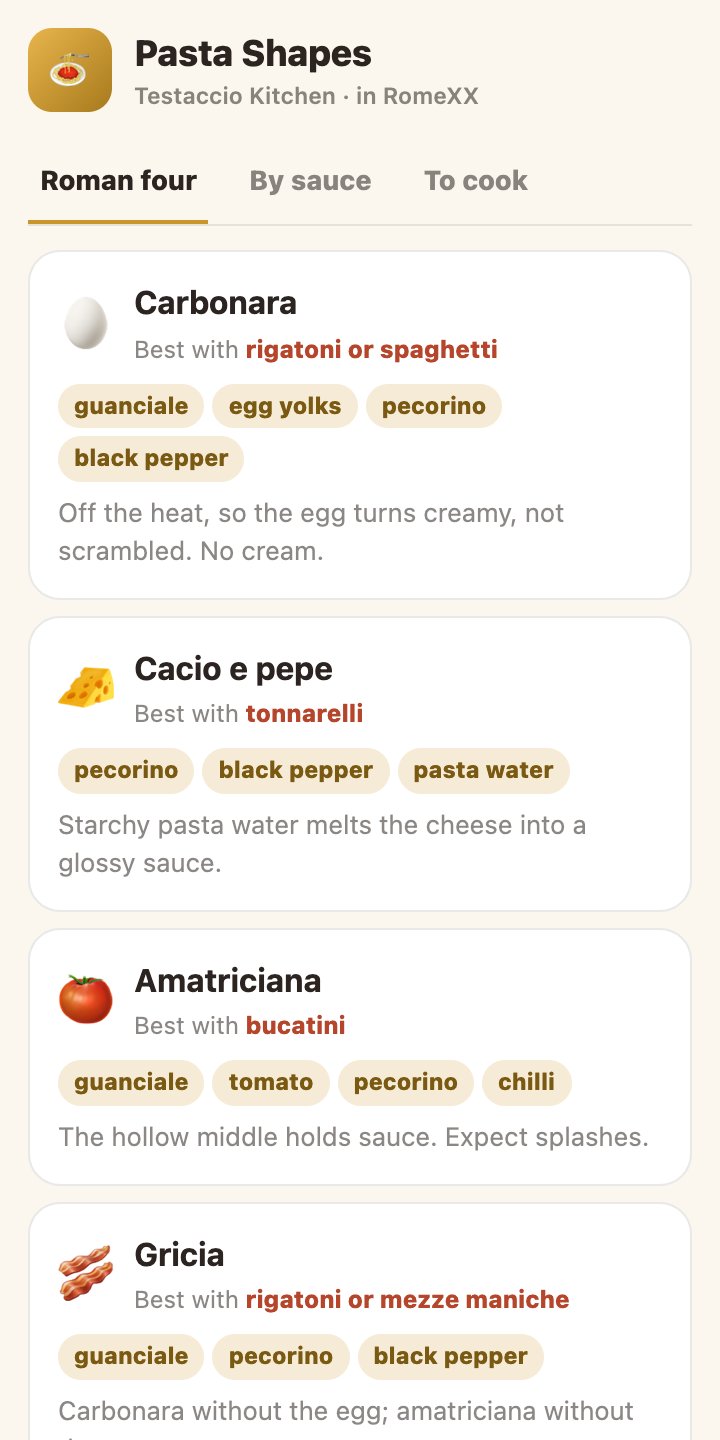 Pasta Shapes
Testaccio Kitchen · in RomeXX
Roman four By sauce To cook
Carbonara
Best with rigatoni or spaghetti
guanciale egg yolks pecorino
black pepper
Off the heat, so the egg turns creamy, not
scrambled. No cream.
Cacio e pepe
Best with tonnarelli
pecorino black pepper pasta water
Starchy pasta water melts the cheese into a
glossy sauce.
Amatriciana
Best with bucatini
guanciale tomato pecorino chilli
The hollow middle holds sauce. Expect splashes.
Gricia
Best with rigatoni or mezze maniche
guanciale pecorino black pepper
Carbonara without the egg; amatriciana without